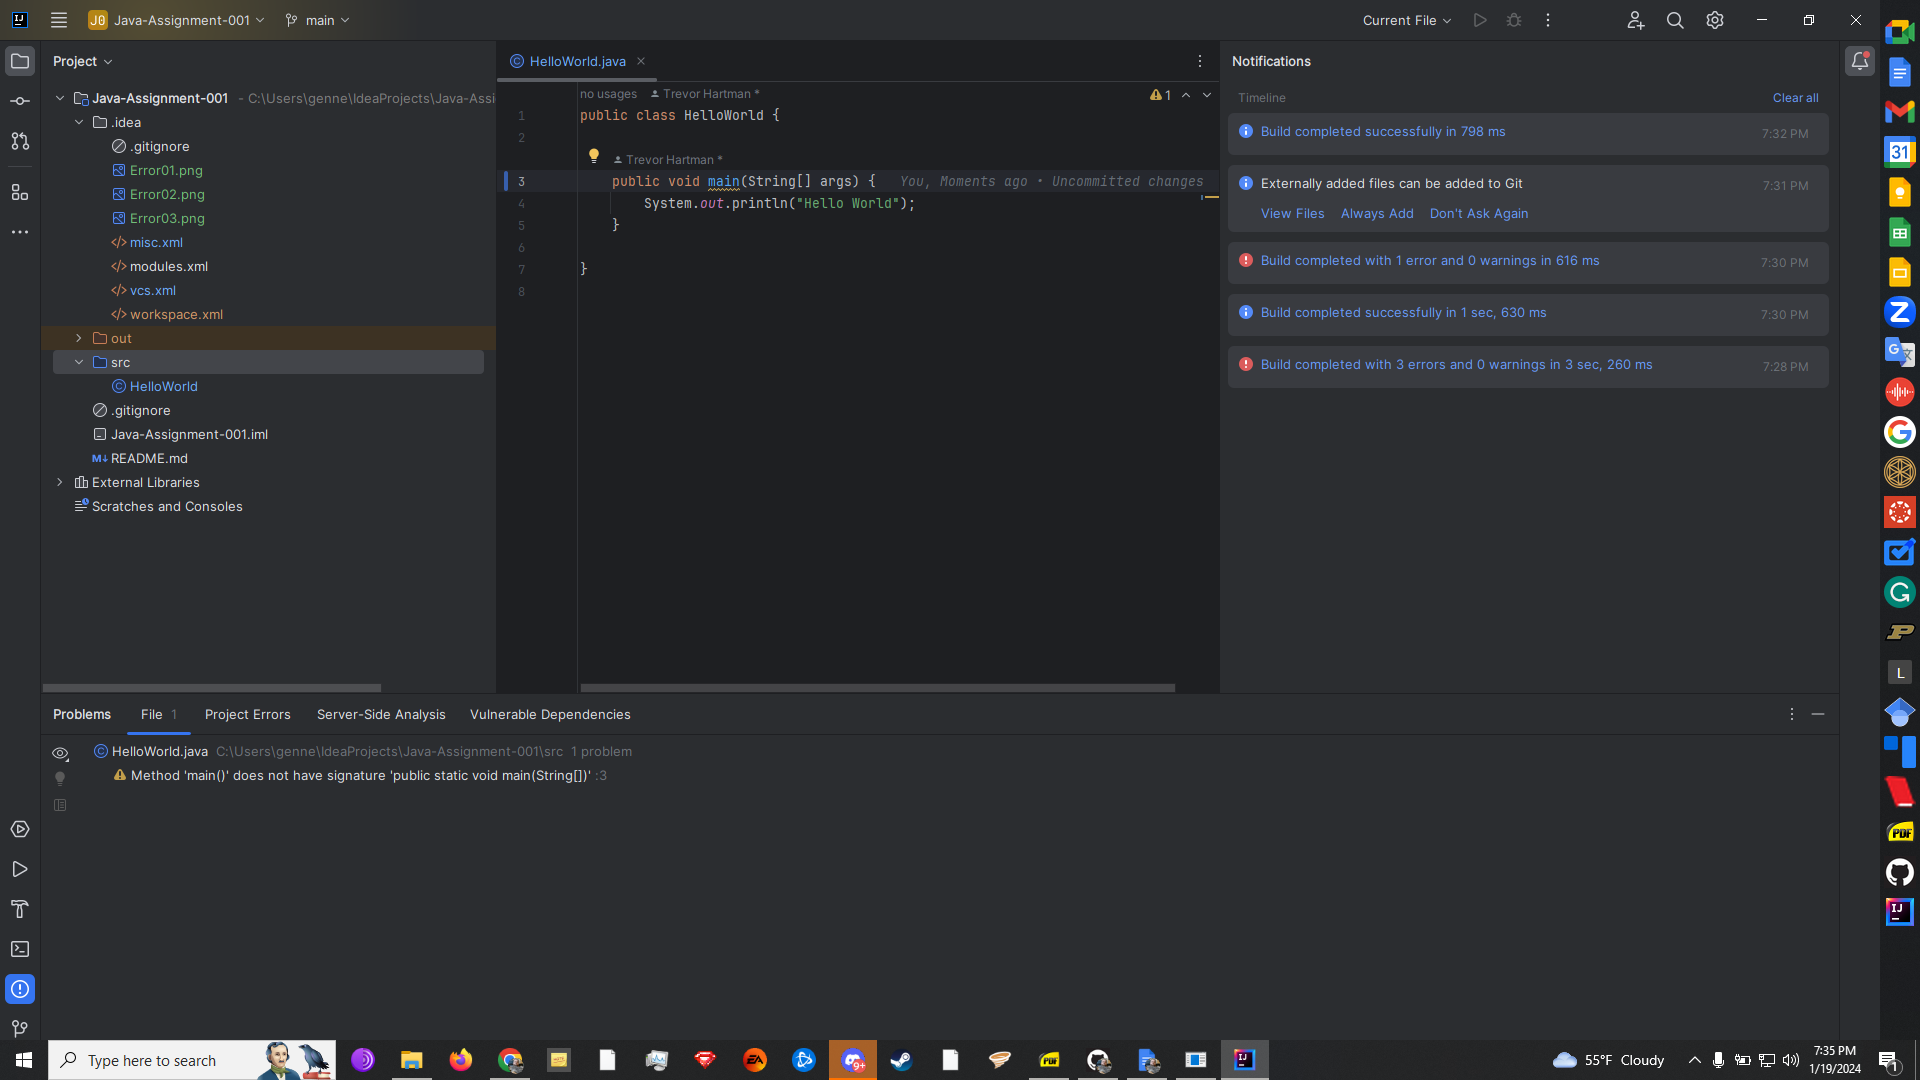 J0 Java-Assignment-001 main Current File
Project
HelloWorld.java
Notifications
Java-Assignment-001 - C:\Users\genne\IdeaProjects\Java-Assi
.idea
.gitignore
Error01.png
Error02.png
Error03.png
misc.xml
modules.xml
vcs.xml
workspace.xml
out
src
HelloWorld
.gitignore
Java-Assignment-001.iml
M↓ README.md
External Libraries
Scratches and Consoles
no usages Trevor Hartman *
1
1 public class HelloWorld {
2
Trevor Hartman *
3 public void main(String[] args) { You, Moments ago • Uncommitted changes
4 System.out.println("Hello World");
5 }
6
7 }
8
Timeline Clear all
Build completed successfully in 798 ms 7:32 PM
Externally added files can be added to Git 7:31 PM
View Files Always Add Don't Ask Again
Build completed with 1 error and 0 warnings in 616 ms 7:30 PM
Build completed successfully in 1 sec, 630 ms 7:30 PM
Build completed with 3 errors and 0 warnings in 3 sec, 260 ms 7:28 PM
Problems File 1 Project Errors Server-Side Analysis Vulnerable Dependencies
HelloWorld.java C:\Users\genne\IdeaProjects\Java-Assignment-001\src 1 problem
Method 'main()' does not have signature 'public static void main(String[])' :3
31
L
PDF
IJ
Type here to search
EA
9+
PDF
IJ
55°F Cloudy
7:35 PM
1/19/2024
1